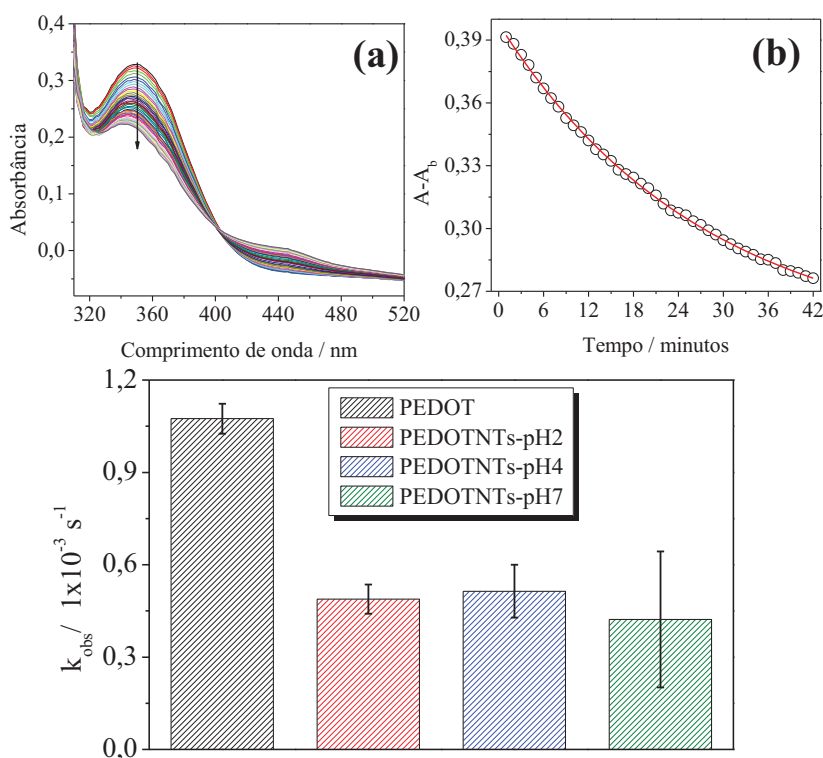 (a)
0,4
0,3
0,2
0,1
0,0
Absorbância
320 360 400 440 480 520
Comprimento de onda / nm
(b)
0,39
0,36
0,33
0,30
0,27
A-Ab
0 6 12 18 24 30 36 42
Tempo / minutos
1,2
0,9
0,6
0,3
0,0
kobs/ 1x10⁻³ s⁻¹
PEDOT
PEDOTNTs-pH2
PEDOTNTs-pH4
PEDOTNTs-pH7